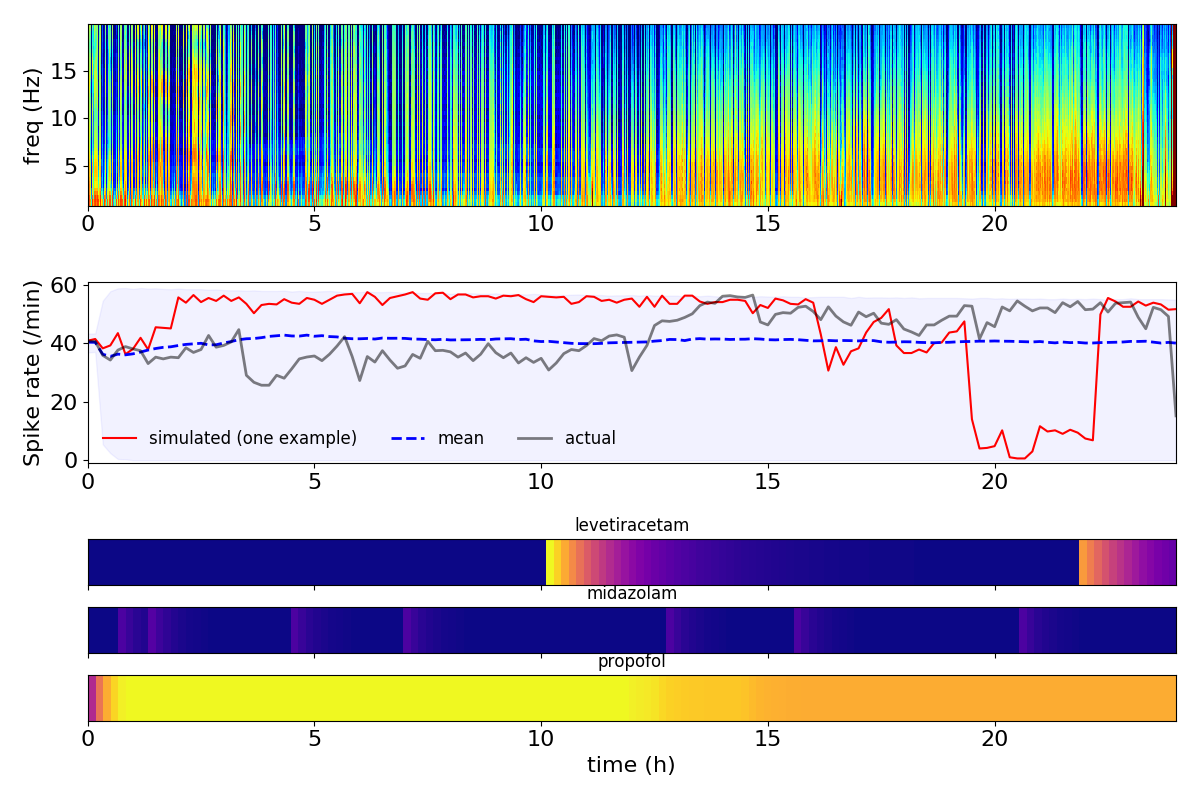 freq (Hz)
15
10
5
0 5 10 15 20
Spike rate (/min)
60
40
20
0
simulated (one example) mean actual
0 5 10 15 20
levetiracetam
midazolam
propofol
0 5 10 15 20
time (h)